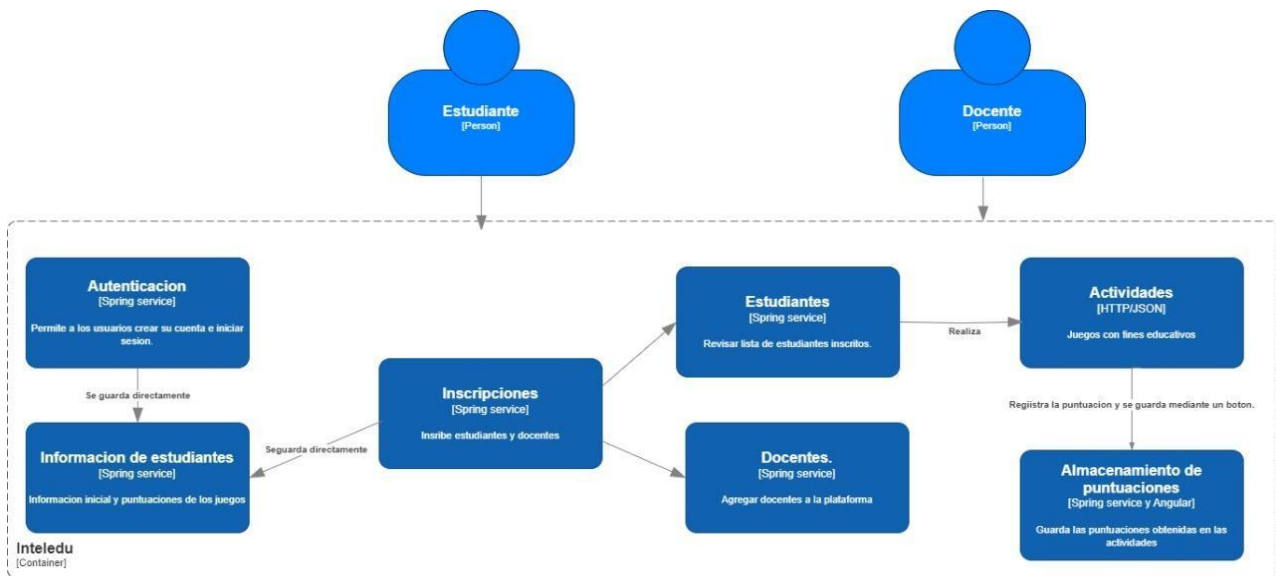 Estudiante
[Person]
Docente
[Person]
Autenticacion
[Spring service]
Permite a los usuarios crear su cuenta e iniciar
sesion.
Se guarda directamente
Informacion de estudiantes
[Spring service]
Informacion inicial y puntuaciones de los juegos
Inscripciones
[Spring service]
Insribe estudiantes y docentes
Seguarda directamente
Estudiantes
[Spring service]
Revisar lista de estudiantes inscritos.
Realiza
Docentes.
[Spring service]
Agregar docentes a la plataforma
Actividades
[HTTP/JSON]
Juegos con fines educativos
Regiistra la puntuacion y se guarda mediante un boton.
Almacenamiento de
puntuaciones
[Spring service y Angular]
Guarda las puntuaciones obtenidas en las
actividades
Inteledu
[Container]